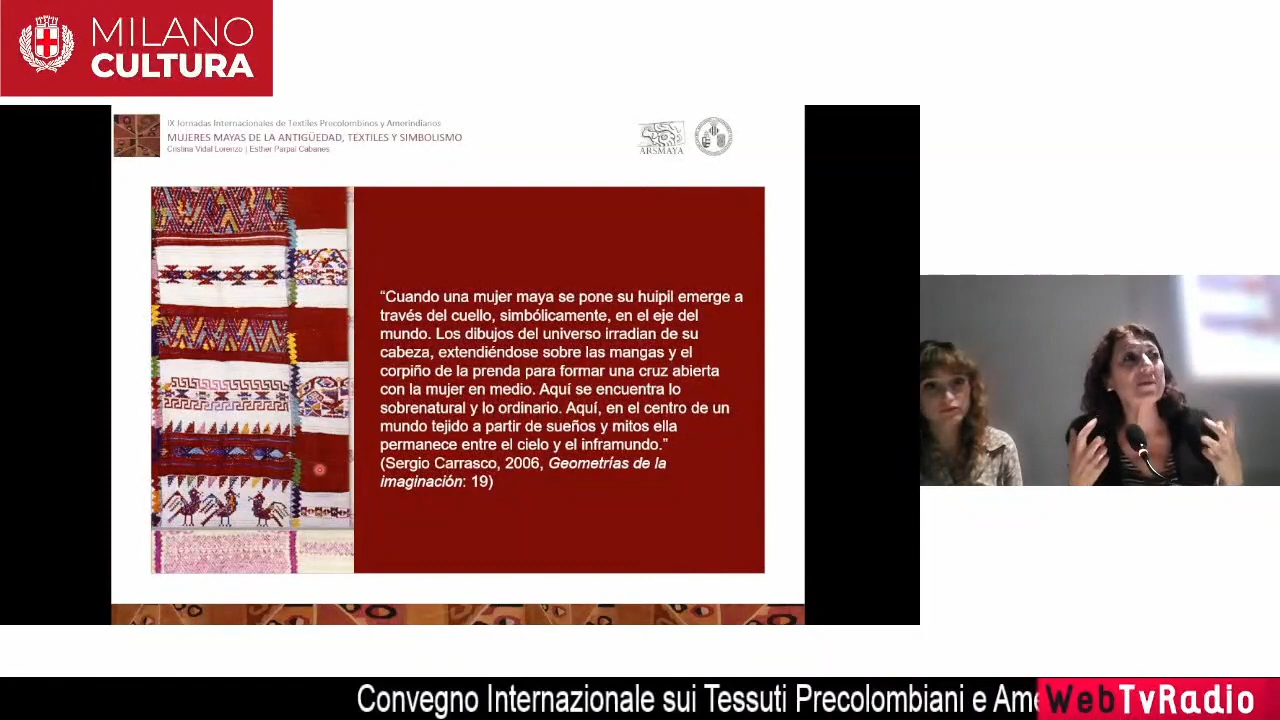 MILANO
CULTURA
IX Jornadas Internacionales de Textiles Precolombinos y Amerindianos
MUJERES MAYAS DE LA ANTIGÜEDAD, TEXTILES Y SIMBOLISMO
Cristina Vidal Lorenzo | Esther Parpal Cabanes
ARSMAYA
“Cuando una mujer maya se pone su huipil emerge a
través del cuello, simbólicamente, en el eje del
mundo. Los dibujos del universo irradian de su
cabeza, extendiéndose sobre las mangas y el
corpiño de la prenda para formar una cruz abierta
con la mujer en medio. Aquí se encuentra lo
sobrenatural y lo ordinario. Aquí, en el centro de un
mundo tejido a partir de sueños y mitos ella
permanece entre el cielo y el inframundo.”
(Sergio Carrasco, 2006, Geometrías de la
imaginación: 19)
Convegno Internazionale sui Tessuti Precolombiani e Ame
WebTvRadio